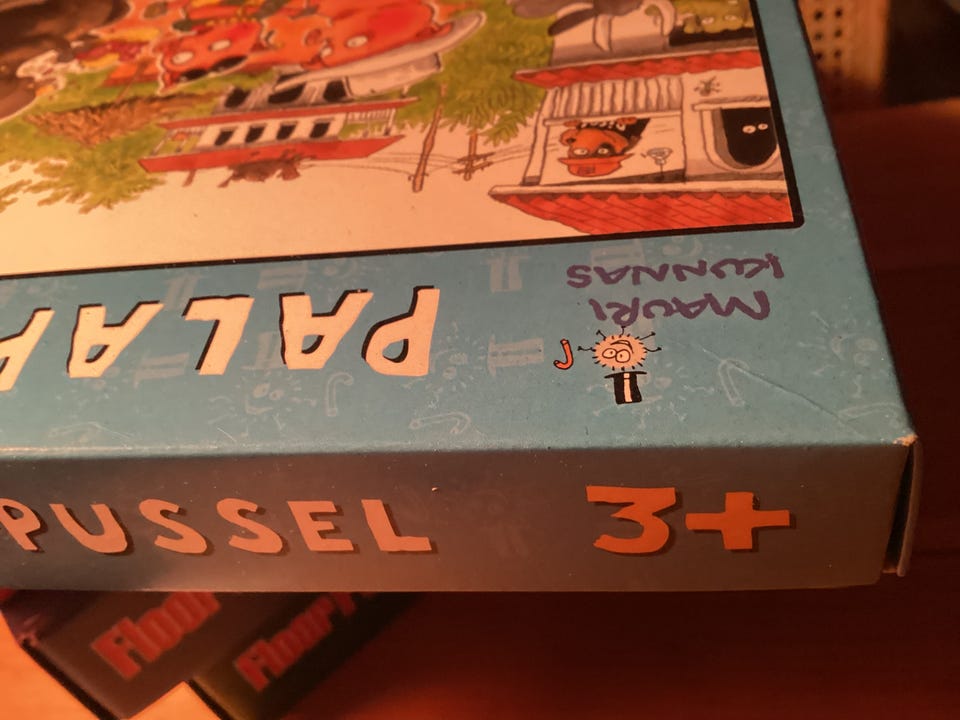 MAURI
KUNNAS
PALAP
PUSSEL 3+
Floor
Floor